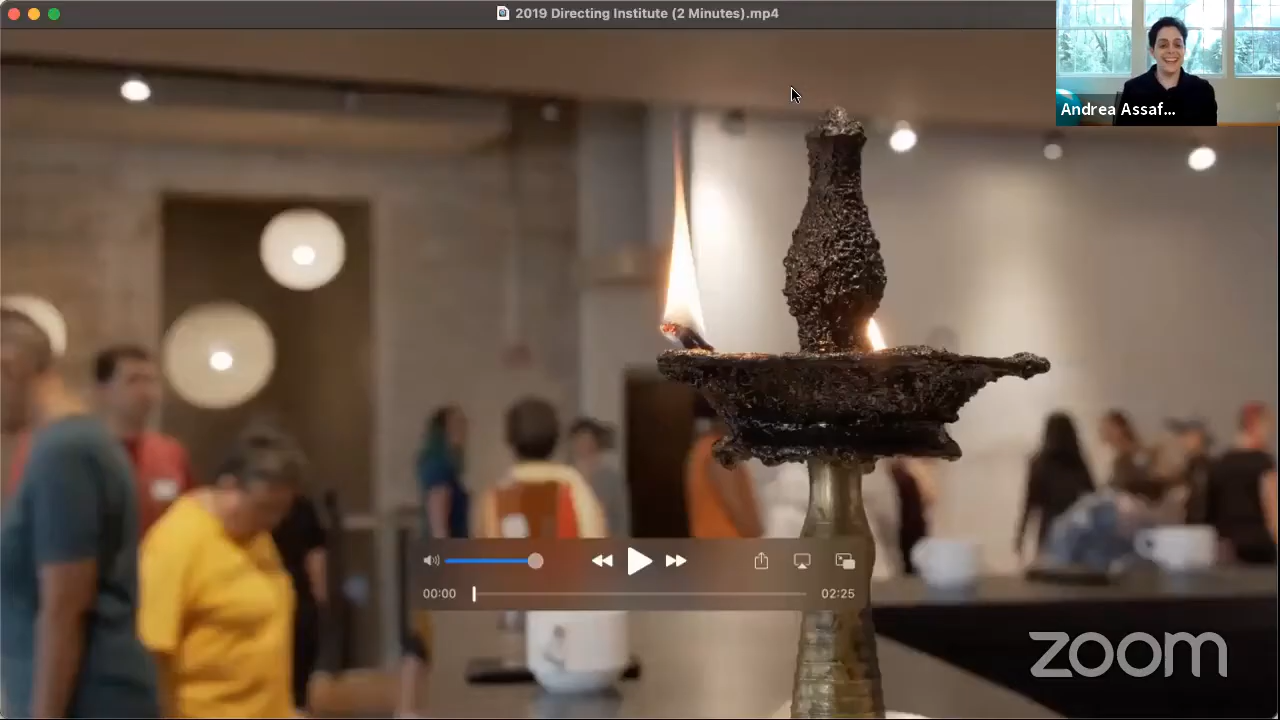 2019 Directing Institute (2 Minutes).mp4
Andrea Assaf...
00:00
02:25
zoom